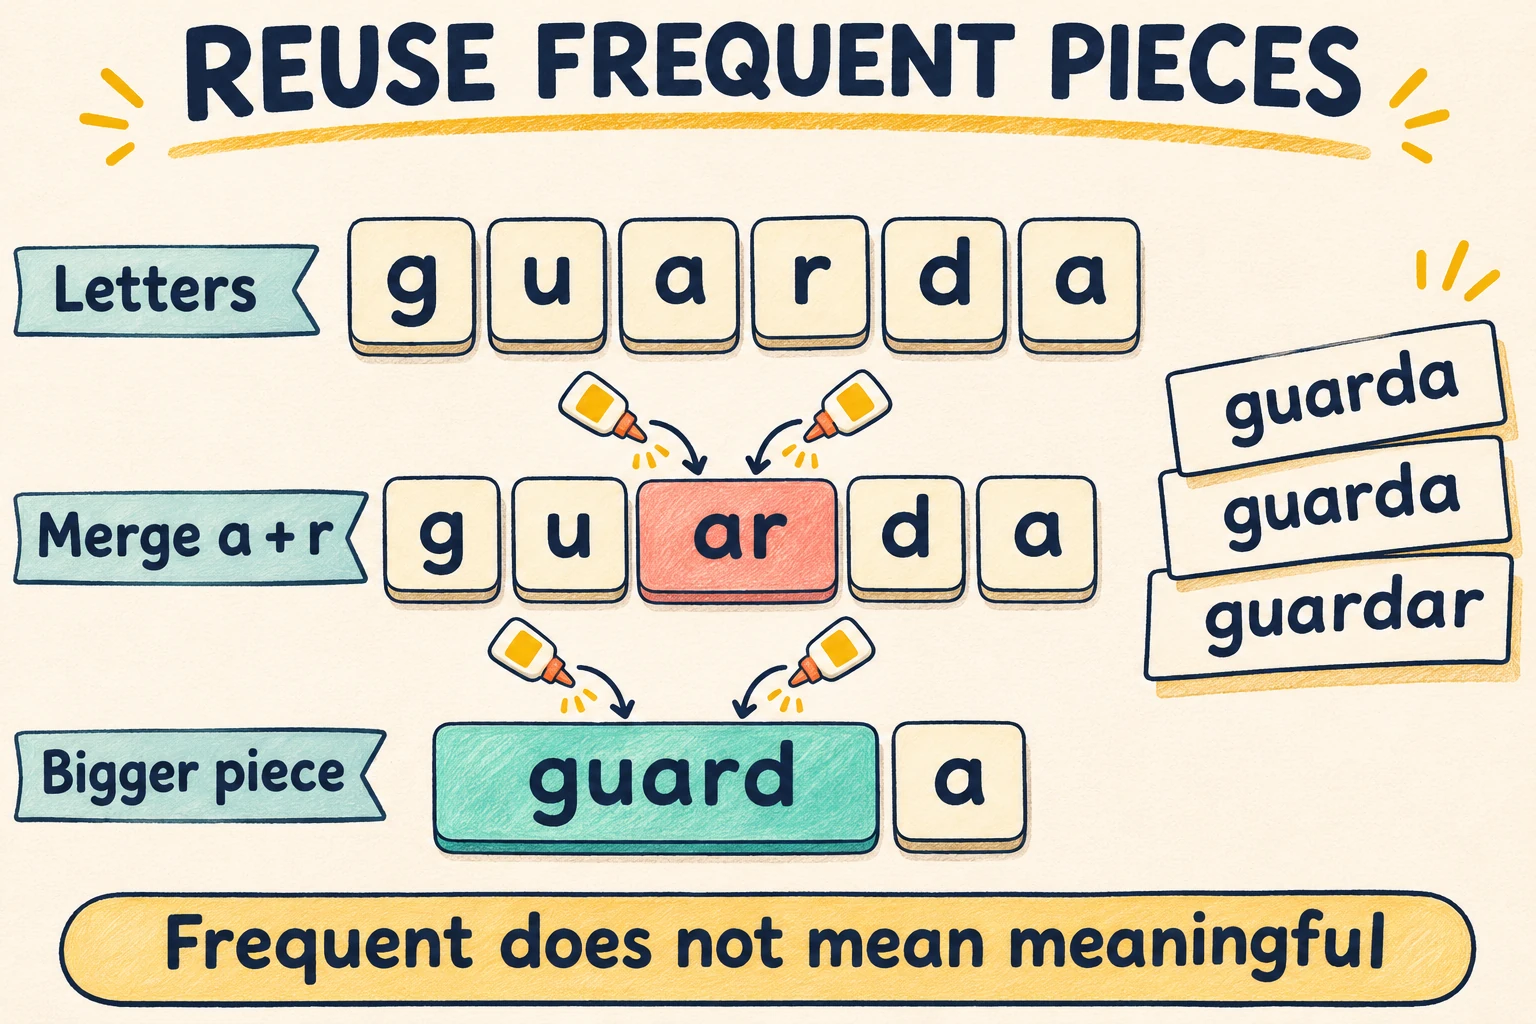 REUSE FREQUENT PIECES
Letters
g u a r d a
Merge a + r
g u ar d a
Bigger piece
guard a
guarda
guarda
guardar
Frequent does not mean meaningful